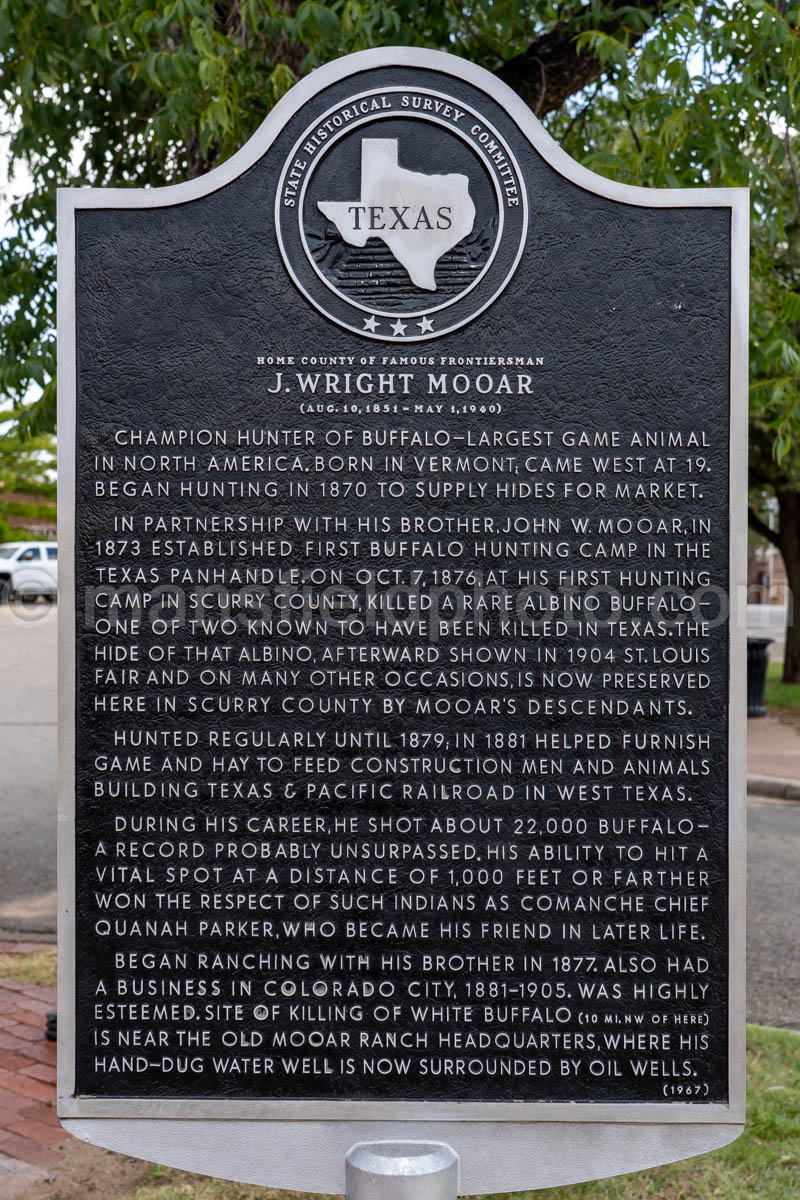 STATE HISTORICAL SURVEY COMMITTEE
TEXAS
HOME COUNTY OF FAMOUS FRONTIERSMAN
J. WRIGHT MOOAR
(AUG. 10, 1851 – MAY 1, 1940)
CHAMPION HUNTER OF BUFFALO—LARGEST GAME ANIMAL
IN NORTH AMERICA. BORN IN VERMONT; CAME WEST AT 19.
BEGAN HUNTING IN 1870 TO SUPPLY HIDES FOR MARKET.
IN PARTNERSHIP WITH HIS BROTHER, JOHN W. MOOAR, IN
1873 ESTABLISHED FIRST BUFFALO HUNTING CAMP IN THE
TEXAS PANHANDLE. ON OCT. 7, 1876, AT HIS FIRST HUNTING
CAMP IN SCURRY COUNTY, KILLED A RARE ALBINO BUFFALO—
ONE OF TWO KNOWN TO HAVE BEEN KILLED IN TEXAS. THE
HIDE OF THAT ALBINO, AFTERWARD SHOWN IN 1904 ST. LOUIS
FAIR AND ON MANY OTHER OCCASIONS, IS NOW PRESERVED
HERE IN SCURRY COUNTY BY MOOAR'S DESCENDANTS.
HUNTED REGULARLY UNTIL 1879; IN 1881 HELPED FURNISH
GAME AND HAY TO FEED CONSTRUCTION MEN AND ANIMALS
BUILDING TEXAS & PACIFIC RAILROAD IN WEST TEXAS.
DURING HIS CAREER, HE SHOT ABOUT 22,000 BUFFALO—
A RECORD PROBABLY UNSURPASSED. HIS ABILITY TO HIT A
VITAL SPOT AT A DISTANCE OF 1,000 FEET OR FARTHER
WON THE RESPECT OF SUCH INDIANS AS COMANCHE CHIEF
QUANAH PARKER, WHO BECAME HIS FRIEND IN LATER LIFE.
BEGAN RANCHING WITH HIS BROTHER IN 1877. ALSO HAD
A BUSINESS IN COLORADO CITY, 1881–1905. WAS HIGHLY
ESTEEMED. SITE OF KILLING OF WHITE BUFFALO (10 MI. NW OF HERE)
IS NEAR THE OLD MOOAR RANCH HEADQUARTERS, WHERE HIS
HAND—DUG WATER WELL IS NOW SURROUNDED BY OIL WELLS.
(1967)